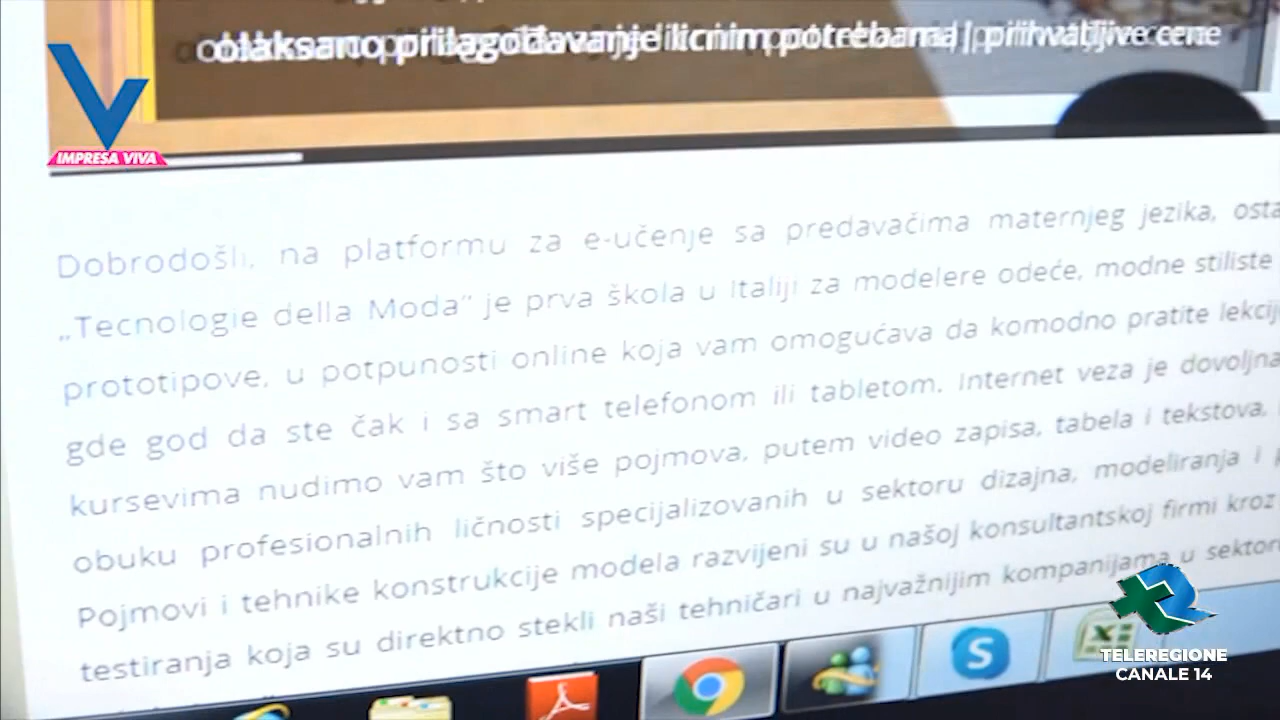 olaksano prilagođavanje licnim potrebama | prihvatljive cene
IMPRESA VIVA
Dobrodošli, na platformu za e-učenje sa predavačima maternjeg jezika,
„Tecnologie della Moda“ je prva škola u Italiji za modelere odeće, modne stiliste
prototipove, u potpunosti online koja vam omogućava da komodno pratite
gde god da ste čak i sa smart telefonom ili tabletom. Internet veza je dovoljna
kursevima nudimo vam što više pojmova, putem video zapisa, tabela i tekstova,
obuku profesionalnih ličnosti specijalizovanih u sektoru dizajna, modeliranja i
Pojmovi i tehnike konstrukcije modela razvijeni su u našoj konsultantskoj firmi kroz
testiranja koja su direktno stekli naši tehničari u najvažnijim kompanijama u
TELEREGIONE
CANALE 14